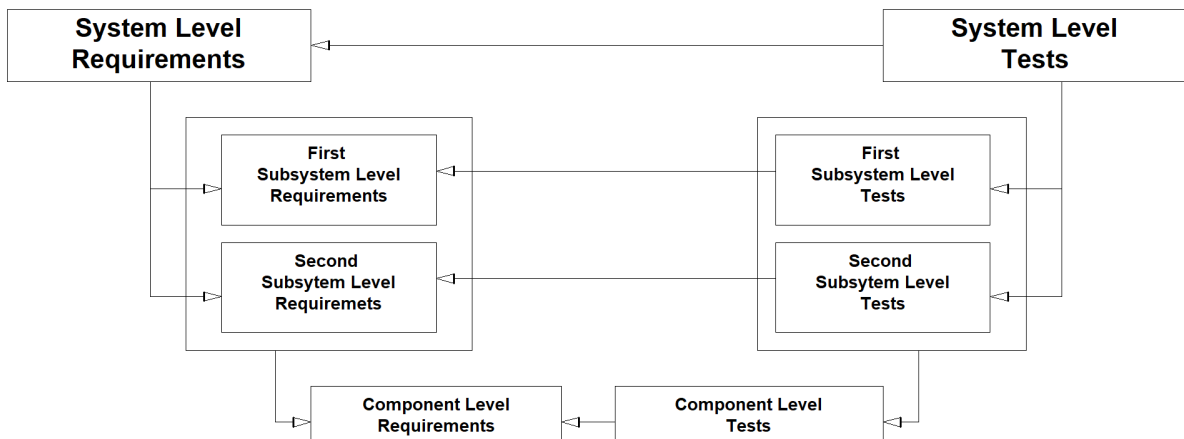 System Level
Requirements
System Level
Tests
First
Subsystem Level
Requirements
First
Subsystem Level
Tests
Second
Subsytem Level
Requiremets
Second
Subsytem Level
Tests
Component Level
Requirements
Component Level
Tests